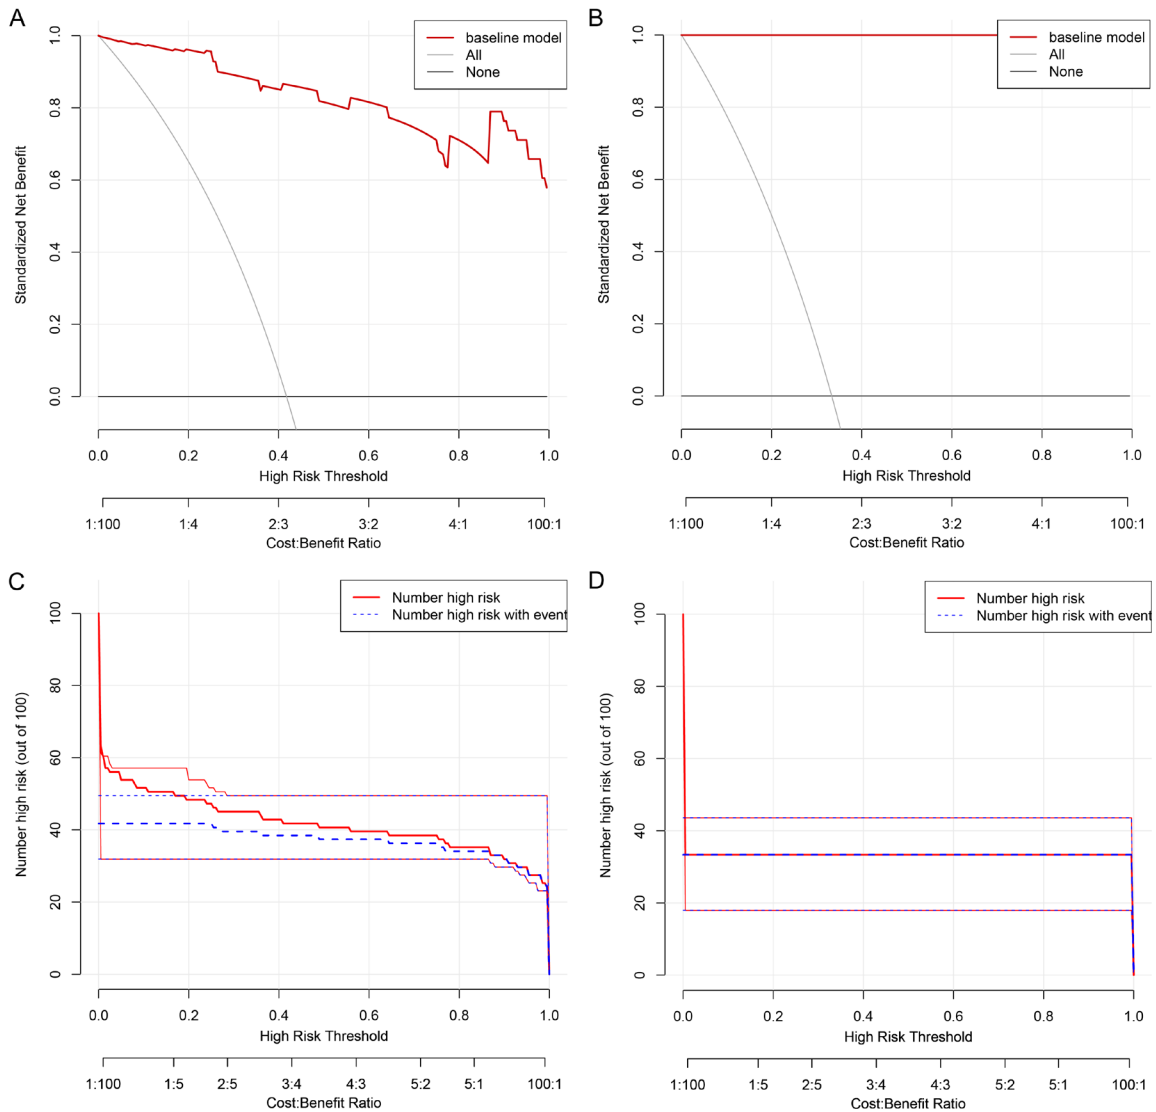 A
baseline model
All
None
Standardized Net Benefit
1.0
0.8
0.6
0.4
0.2
0.0
0.0 0.2 0.4 0.6 0.8 1.0
High Risk Threshold
1:100 1:4 2:3 3:2 4:1 100:1
Cost:Benefit Ratio
B
baseline model
All
None
Standardized Net Benefit
1.0
0.8
0.6
0.4
0.2
0.0
0.0 0.2 0.4 0.6 0.8 1.0
High Risk Threshold
1:100 1:4 2:3 3:2 4:1 100:1
Cost:Benefit Ratio
C
Number high risk
Number high risk with event
Number high risk (out of 100)
100
80
60
40
20
0
0.0 0.2 0.4 0.6 0.8 1.0
High Risk Threshold
1:100 1:5 2:5 3:4 4:3 5:2 5:1 100:1
Cost:Benefit Ratio
D
Number high risk
Number high risk with event
Number high risk (out of 100)
100
80
60
40
20
0
0.0 0.2 0.4 0.6 0.8 1.0
High Risk Threshold
1:100 1:5 2:5 3:4 4:3 5:2 5:1 100:1
Cost:Benefit Ratio